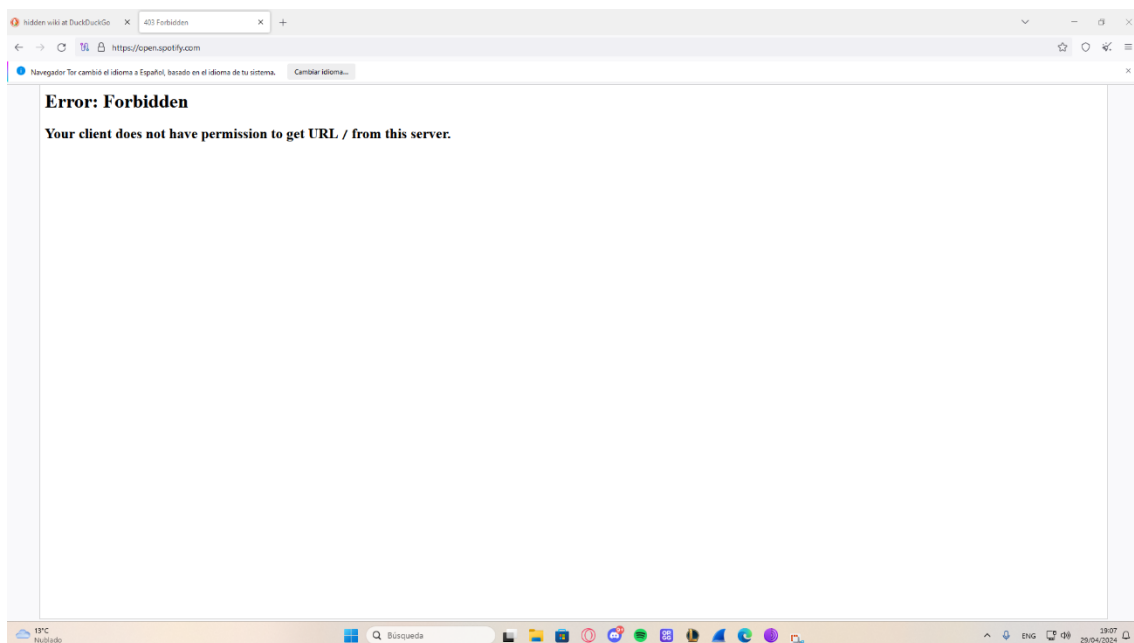 hidden wiki at DuckDuckGo
403 Forbidden
https://open.spotify.com
Navegador Tor cambió el idioma a Español, basado en el idioma de tu sistema. Cambiar idioma...
Error: Forbidden
Your client does not have permission to get URL / from this server.
13°C
Nublado
Búsqueda
ENG
19:07
29/04/2024